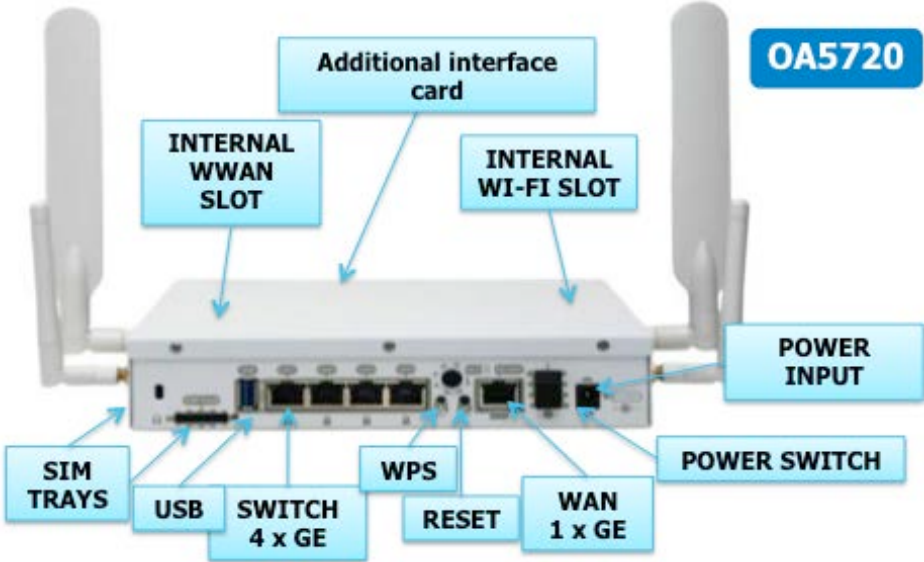 OA5720
Additional interface
card
INTERNAL
WWAN
SLOT
INTERNAL
WI-FI SLOT
POWER
INPUT
SIM
TRAYS
USB
SWITCH
4 x GE
WPS
RESET
WAN
1 x GE
POWER SWITCH